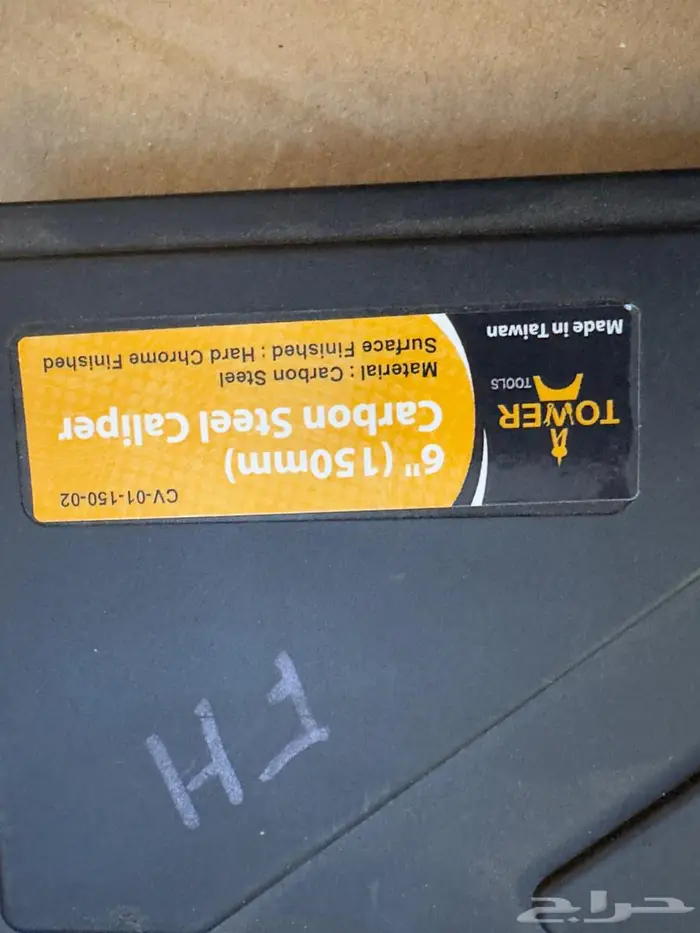 TOWER
TOOLS
Made in Taiwan
CV-01-150-02
6" (150mm)
Carbon Steel Caliper
Material : Carbon Steel
Surface Finished : Hard Chrome Finished
حراج